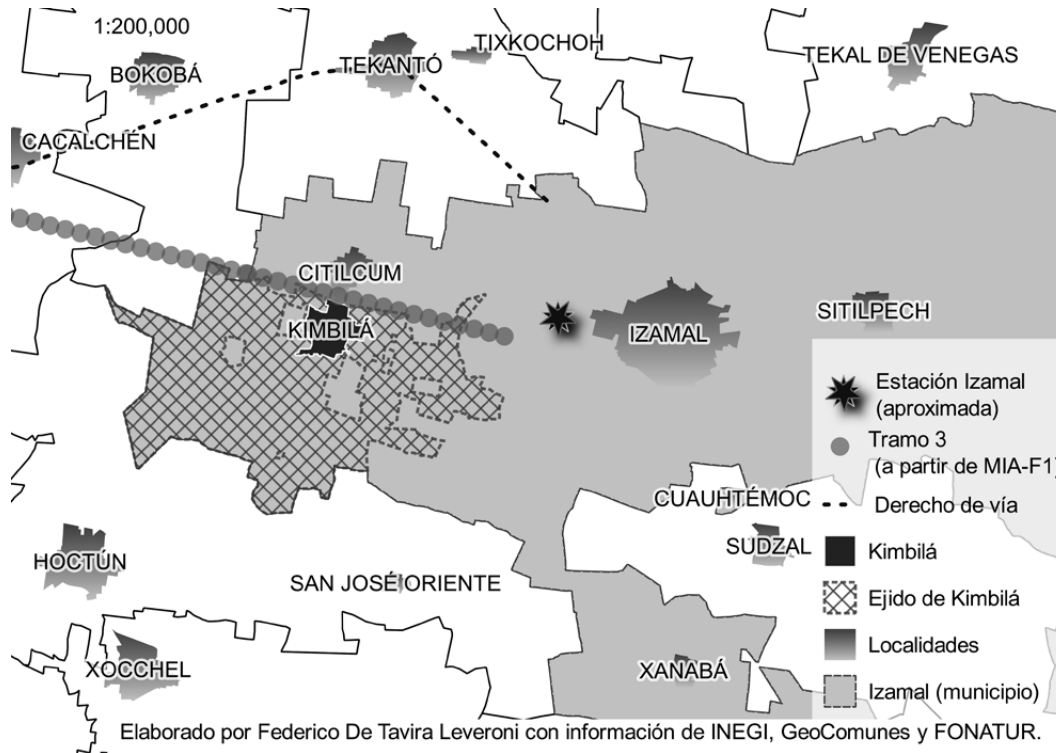 1:200,000
TIXKOCHOH
BOKOBÁ
TEKANTÓ
TEKAL DE VENEGAS
CACALCHÉN
CITILCUM
KIMBILÁ
IZAMAL
SITILPECH
Estación Izamal
(aproximada)
Tramo 3
(a partir de MIA-F1)
CUAUHTÉMOC
Derecho de vía
HOCTÚN
SUDZAL
Kimbilá
SAN JOSÉ ORIENTE
Ejido de Kimbilá
Localidades
XOCCHEL
XANABÁ
Izamal (municipio)
Elaborado por Federico De Tavira Leveroni con información de INEGI, GeoComunes y FONATUR.